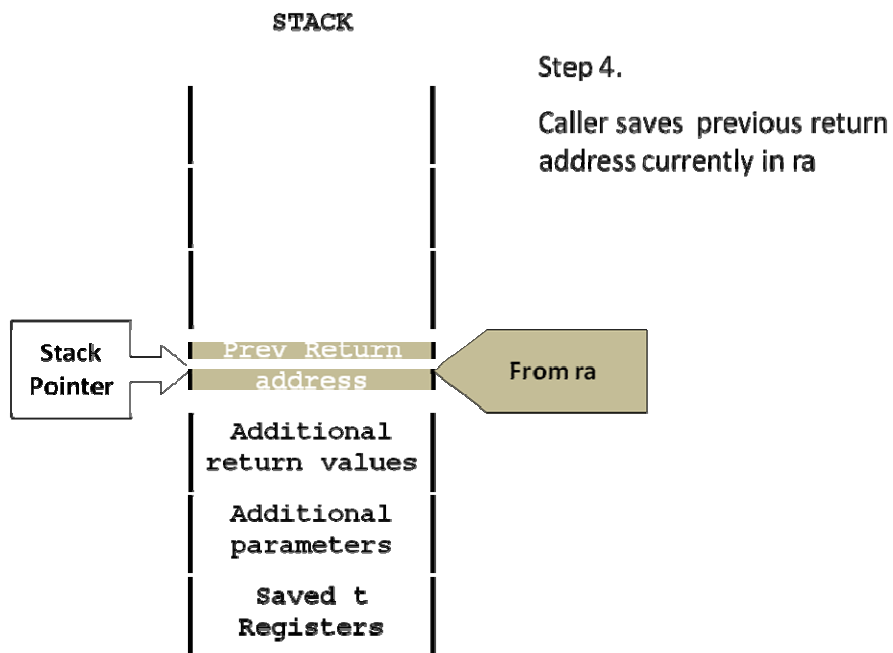 STACK
Step 4.
Caller saves previous return
address currently in ra
Stack
Pointer
Prev Return
address
From ra
Additional
return values
Additional
parameters
Saved t
Registers